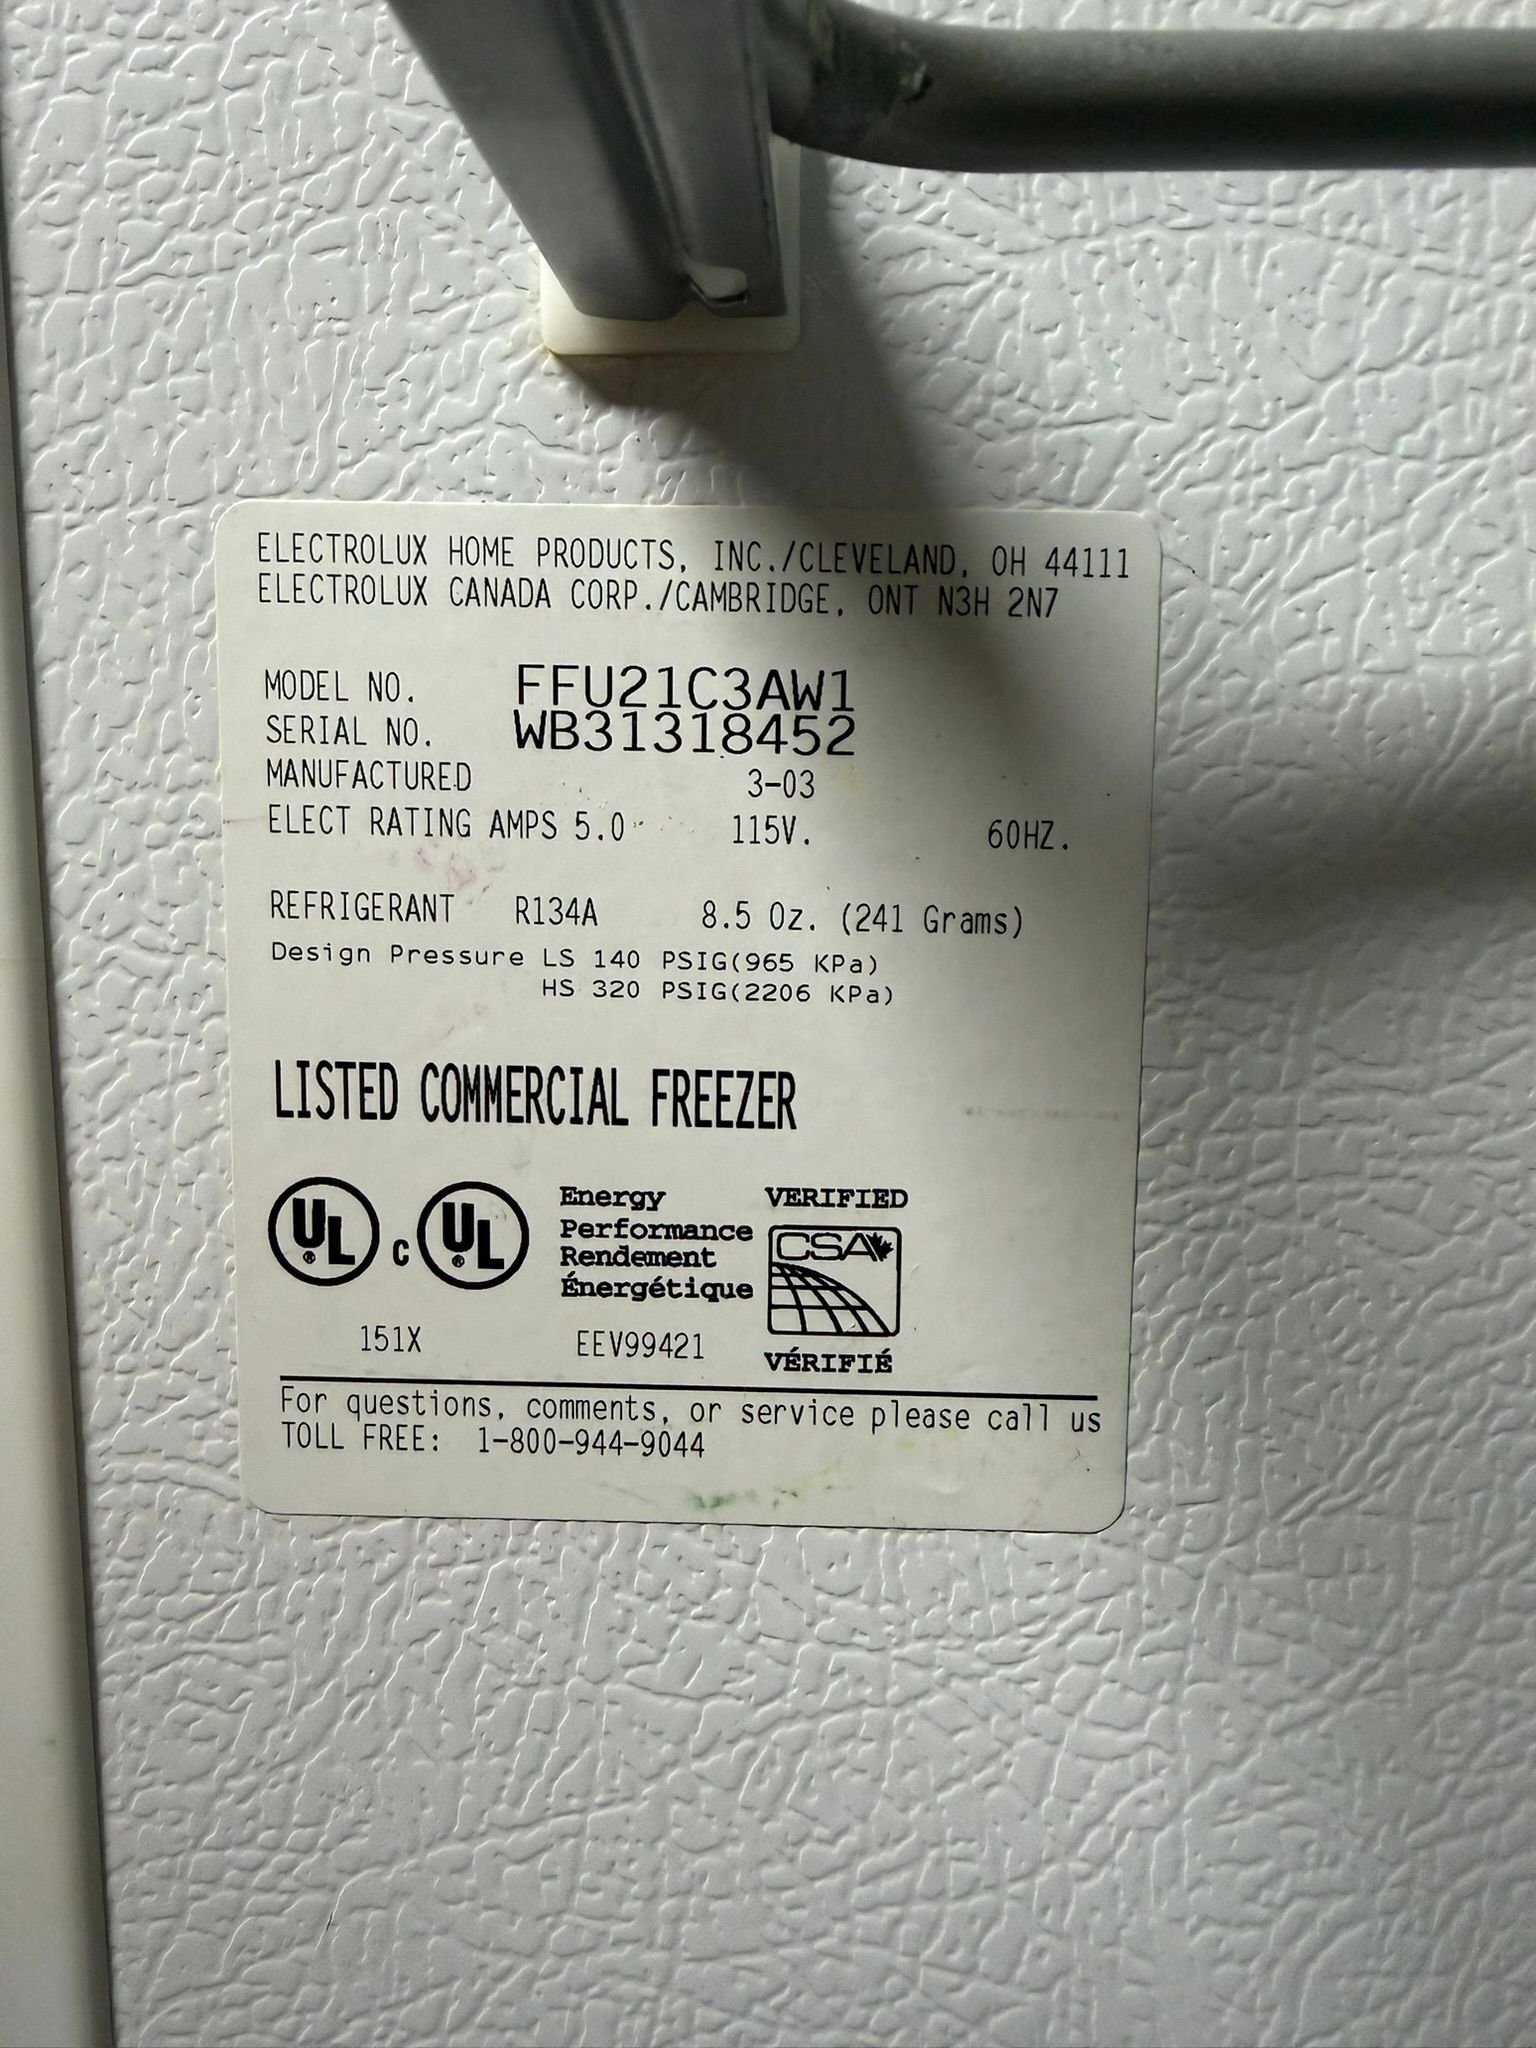 ELECTROLUX HOME PRODUCTS, INC./CLEVELAND, OH 44111
ELECTROLUX CANADA CORP./CAMBRIDGE, ONT N3H 2N7
MODEL NO. FFU21C3AW1
SERIAL NO. WB31318452
MANUFACTURED 3-03
ELECT RATING AMPS 5.0 115V. 60HZ.
REFRIGERANT R134A 8.5 Oz. (241 Grams)
Design Pressure LS 140 PSIG(965 KPa)
HS 320 PSIG(2206 KPa)
LISTED COMMERCIAL FREEZER
UL® C UL®
151X
Energy
Performance
Rendement
Énergétique
EEV99421
VERIFIED
CSA
VÉRIFIÉ
For questions, comments, or service please call us
TOLL FREE: 1-800-944-9044